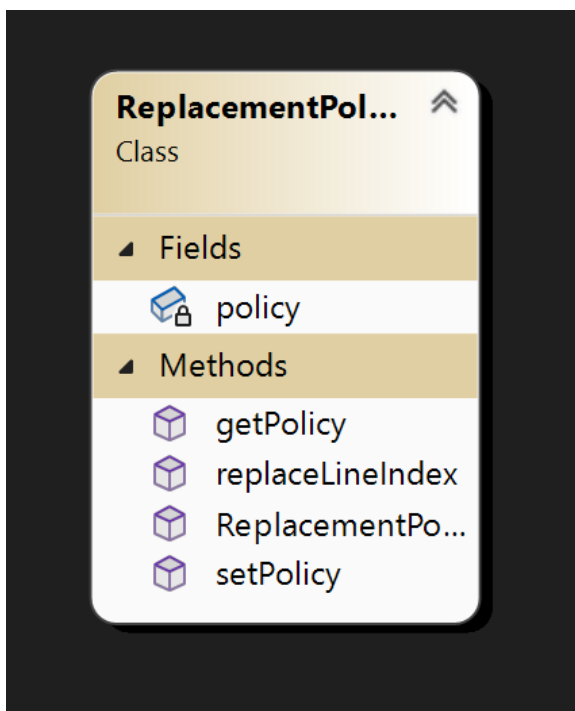 ReplacementPol...
Class
Fields
policy
Methods
getPolicy
replaceLineIndex
ReplacementPo...
setPolicy